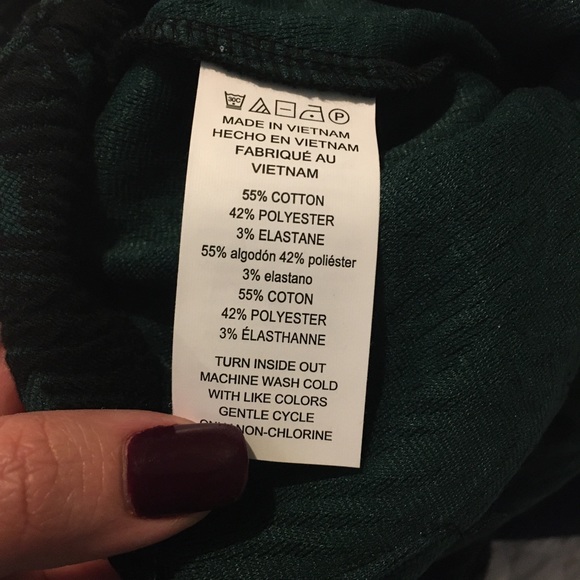 30C P
MADE IN VIETNAM
HECHO EN VIETNAM
FABRIQUÉ AU
VIETNAM
55% COTTON
42% POLYESTER
3% ELASTANE
55% algodón 42% poliéster
3% elastano
55% COTON
42% POLYESTER
3% ÉLASTHANNE
TURN INSIDE OUT
MACHINE WASH COLD
WITH LIKE COLORS
GENTLE CYCLE
NON-CHLORINE